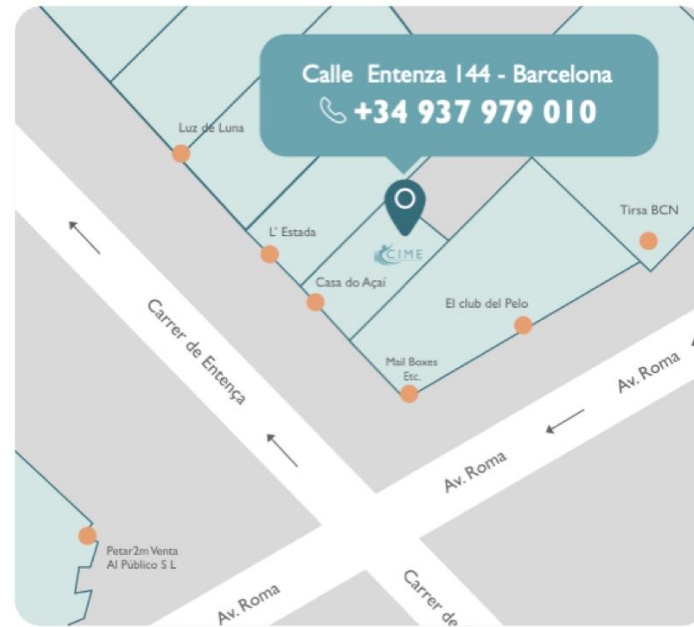 Calle Entenza 144 - Barcelona
+34 937 979 010
Luz de Luna
Tirsa BCN
L' Estada
CIME
Casa do Açaí
El club del Pelo
Carrer de Entença
Mail Boxes
Etc.
Av. Roma
Av. Roma
Petar2m Venta
Al Público S L
Av. Roma
Carrer de